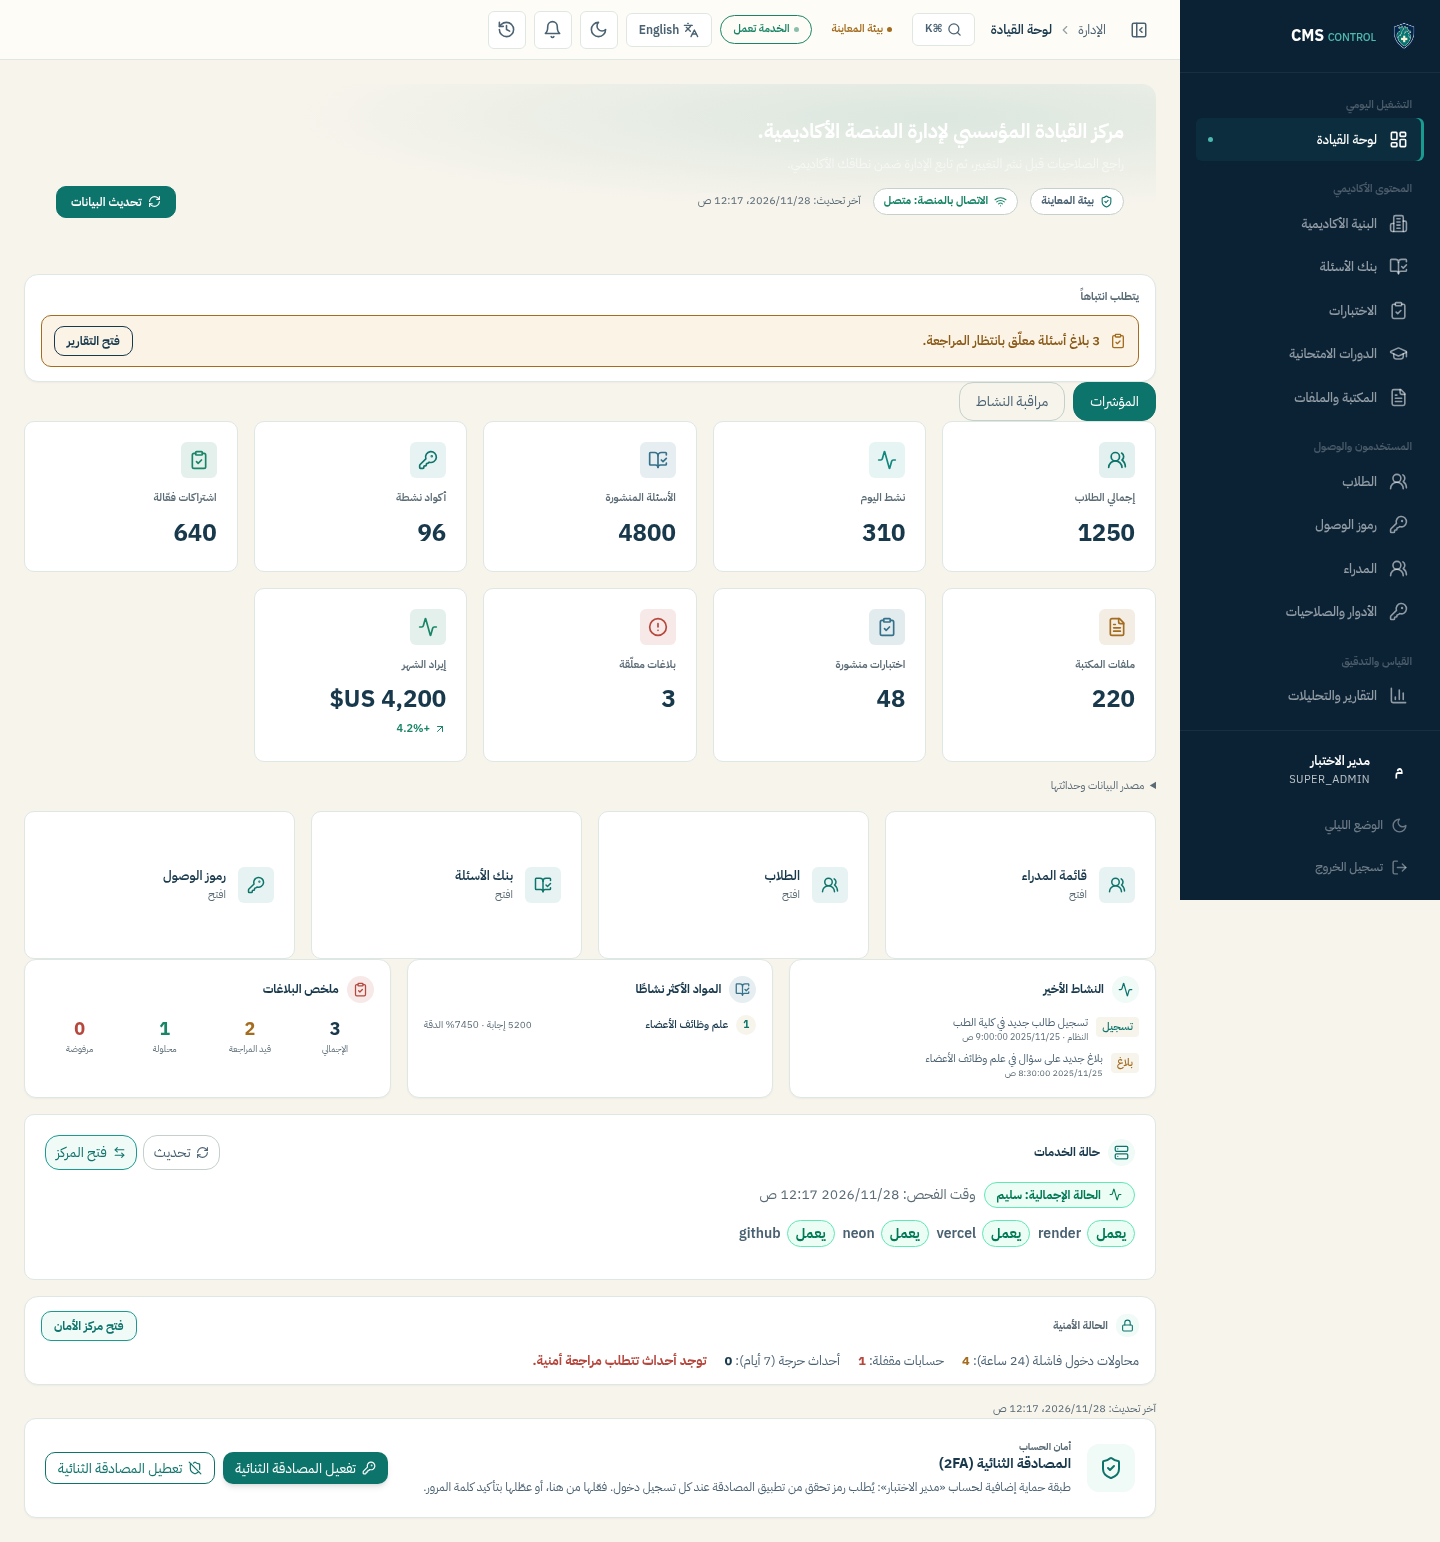 CMS CONTROL
التشغيل اليومي
لوحة القيادة
المحتوى الأكاديمي
البنية الأكاديمية
بنك الأسئلة
الاختبارات
الدورات الامتحانية
المكتبة والملفات
المستخدمون والوصول
الطلاب
رموز الوصول
المدراء
الأدوار والصلاحيات
القياس والتدقيق
التقارير والتحليلات
م
مدير الاختبار
SUPER_ADMIN
الوضع الليلي
تسجيل الخروج
الإدارة
لوحة القيادة
⌘K
بيئة المعاينة
الخدمة تعمل
English
مركز القيادة المؤسسي لإدارة المنصة الأكاديمية.
راجع الصلاحيات قبل نشر التغيير، ثم تابع الإدارة ضمن نطاقك الأكاديمي.
بيئة المعاينة
الاتصال بالمنصة: متصل
آخر تحديث: 2026/11/28، 12:17 ص
تحديث البيانات
يتطلب انتباهاً
3 بلاغ أسئلة معلّق بانتظار المراجعة.
فتح التقارير
المؤشرات
مراقبة النشاط
إجمالي الطلاب
1250
نشط اليوم
310
الأسئلة المنشورة
4800
أكواد نشطة
96
اشتراكات فعّالة
640
ملفات المكتبة
220
اختبارات منشورة
48
بلاغات معلّقة
3
إيراد الشهر
$US 4,200
4.2%+
مصدر البيانات وحداثتها
قائمة المدراء
افتح
الطلاب
افتح
بنك الأسئلة
افتح
رموز الوصول
افتح
النشاط الأخير
تسجيل
تسجيل طالب جديد في كلية الطب
النظام · 2025/11/25 9:00:00 ص
بلاغ
بلاغ جديد على سؤال في علم وظائف الأعضاء
2025/11/25 8:30:00 ص
المواد الأكثر نشاطًا
1
علم وظائف الأعضاء
5200 إجابة · 7450% الدقة
ملخص البلاغات
3
الإجمالي
2
قيد المراجعة
1
محلولة
0
مرفوضة
حالة الخدمات
تحديث
فتح المركز
الحالة الإجمالية: سليم
وقت الفحص: 2026/11/28 12:17 ص
يعمل render
يعمل vercel
يعمل neon
يعمل github
الحالة الأمنية
فتح مركز الأمان
محاولات دخول فاشلة (24 ساعة): 4
حسابات مقفلة: 1
أحداث حرجة (7 أيام): 0
توجد أحداث تتطلب مراجعة أمنية.
آخر تحديث: 2026/11/28، 12:17 ص
أمان الحساب
المصادقة الثنائية (2FA)
طبقة حماية إضافية لحساب «مدير الاختبار»: يُطلب رمز تحقق من تطبيق المصادقة عند كل تسجيل دخول. فعّلها من هنا، أو عطّلها بتأكيد كلمة المرور.
تفعيل المصادقة الثنائية
تعطيل المصادقة الثنائية